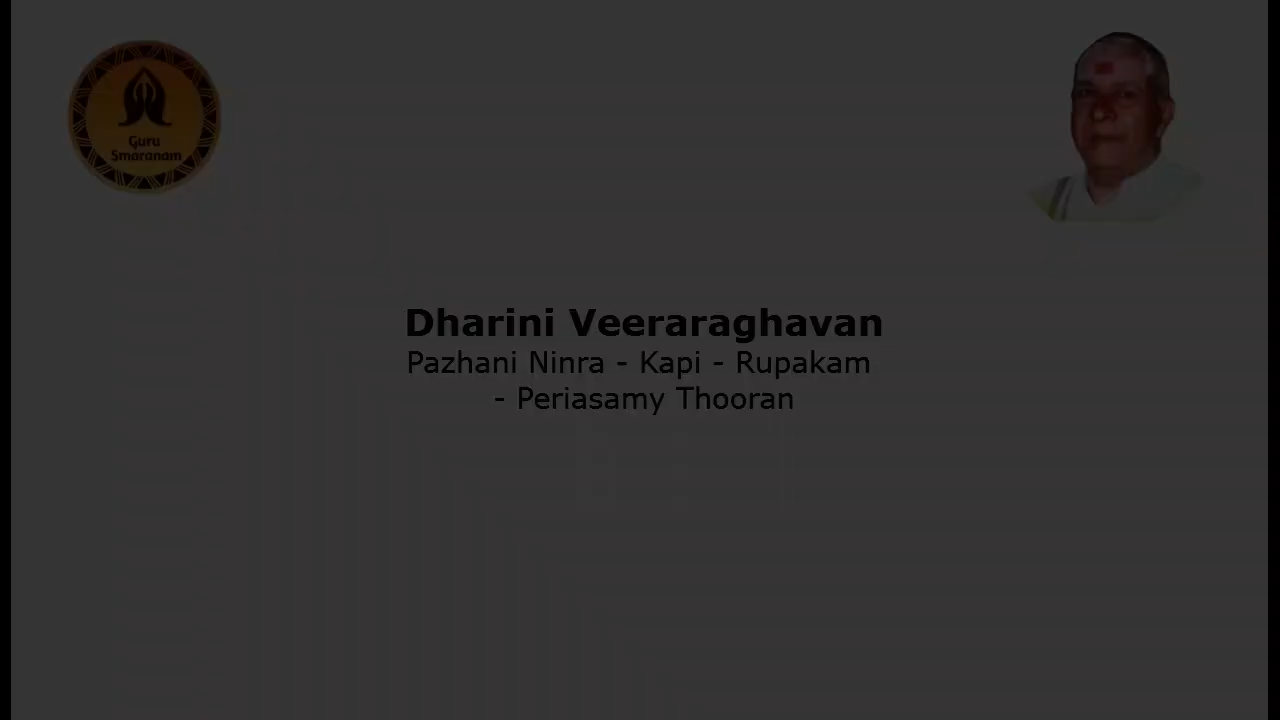 Guru
Smaranam
Dharini Veeraraghavan
Pazhani Ninra - Kapi - Rupakam
- Periasamy Thooran